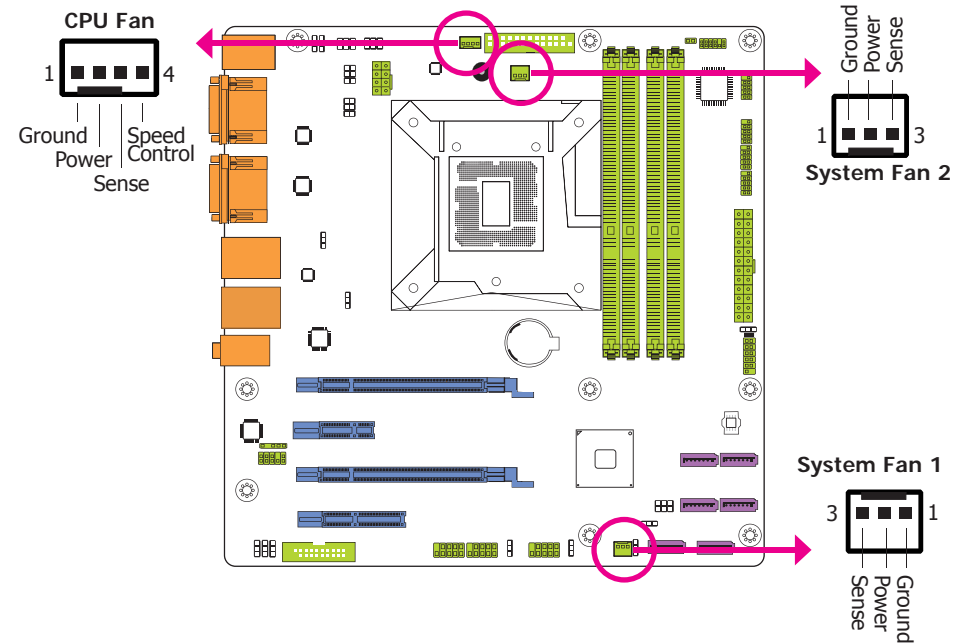 CPU Fan
1
4
Ground
Power
Sense
Speed
Control
Ground
Power
Sense
1
3
System Fan 2
System Fan 1
3
1
Sense
Power
Ground